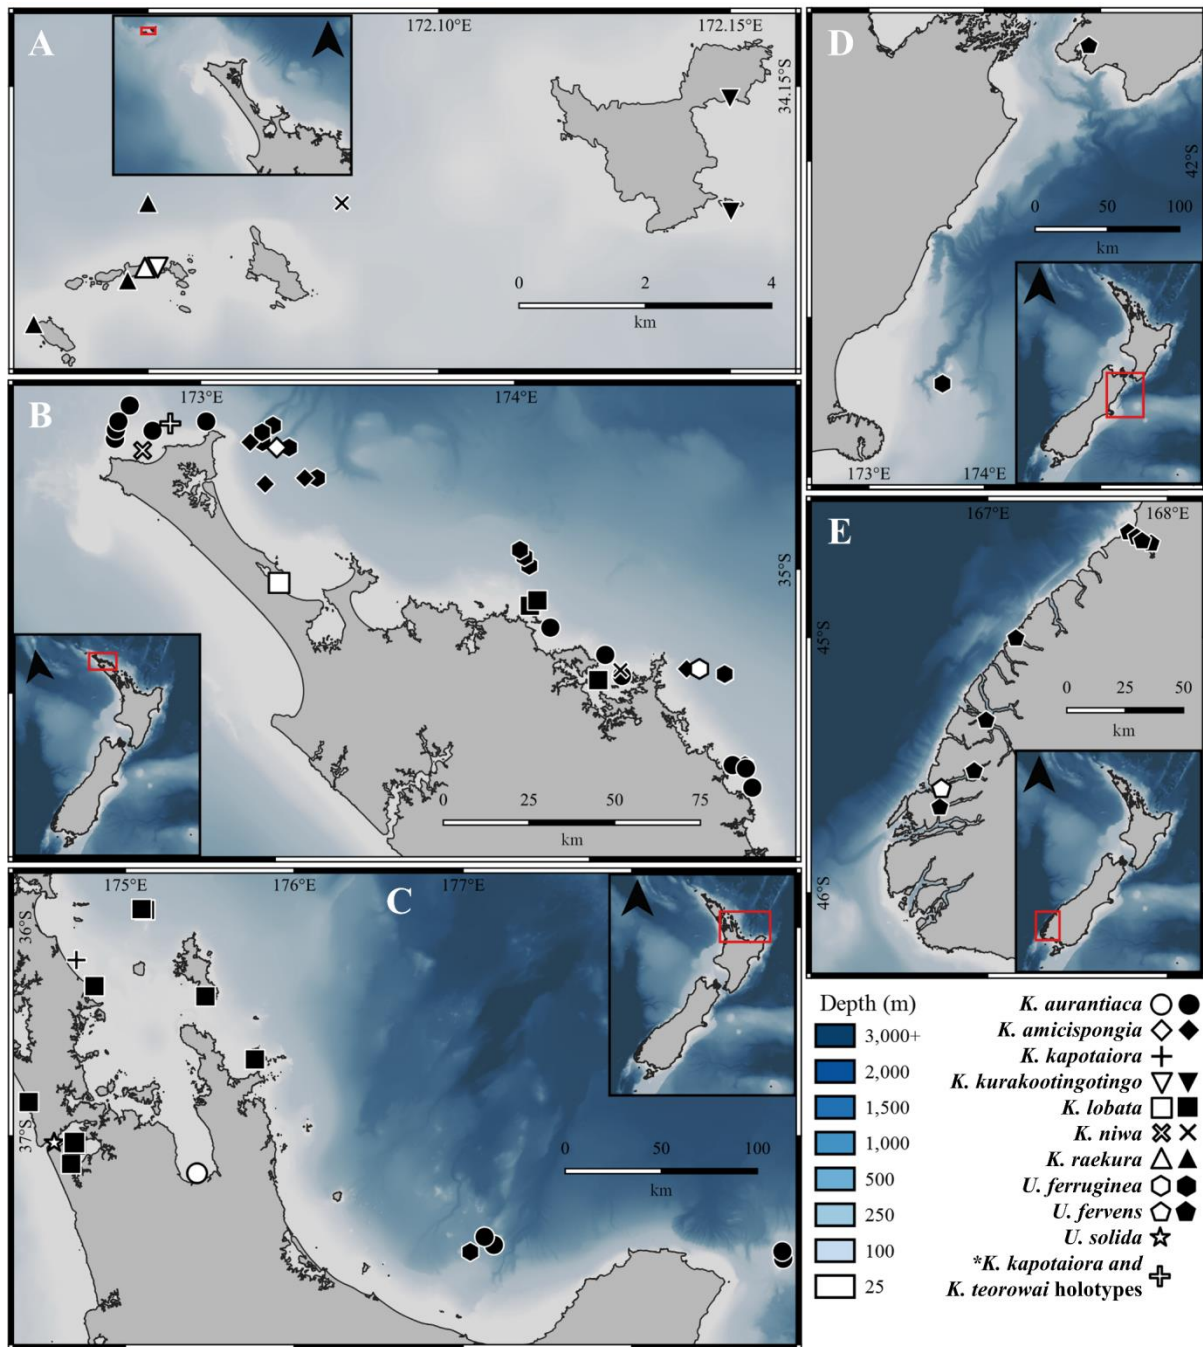 A
172.10°E
172.15°E
34.15°S
0 2 4
km
B
173°E
174°E
35°S
0 25 50 75
km
C
175°E
176°E
177°E
36°S
37°S
0 50 100
km
D
42°S
0 50 100
km
173°E
174°E
E
167°E
168°E
45°S
46°S
0 25 50
km
Depth (m)
3,000+
2,000
1,500
1,000
500
250
100
25
K. aurantiaca
K. amicispongia
K. kapotaiora
K. kurakootingotingo
K. lobata
K. niwa
K. raekura
U. ferruginea
U. fervens
U. solida
*K. kapotaiora and
K. teorowai holotypes